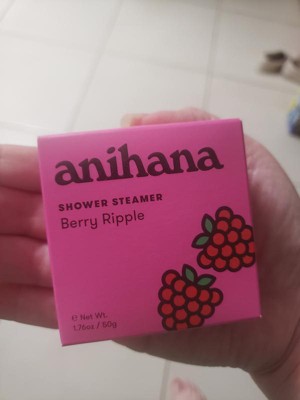 anihana
SHOWER STEAMER
Berry Ripple
℮ Net Wt.
1.76oz / 50g